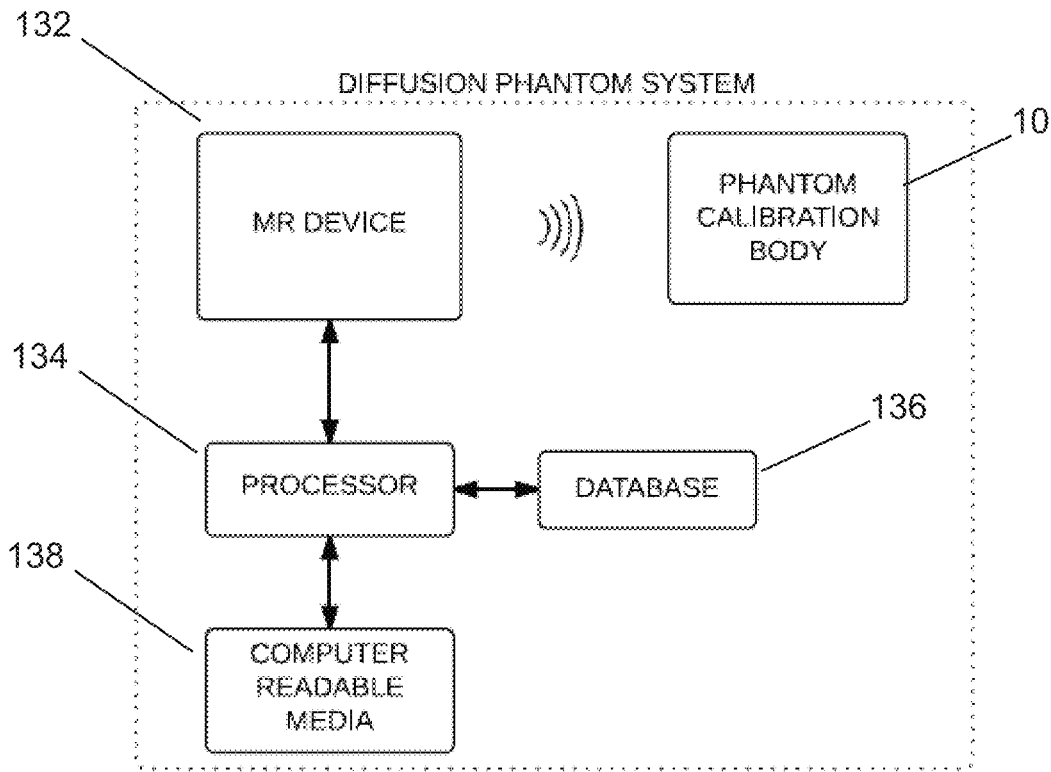 132
DIFFUSION PHANTOM SYSTEM
10
MR DEVICE
PHANTOM
CALIBRATION
BODY
134
136
PROCESSOR
DATABASE
138
COMPUTER
READABLE
MEDIA